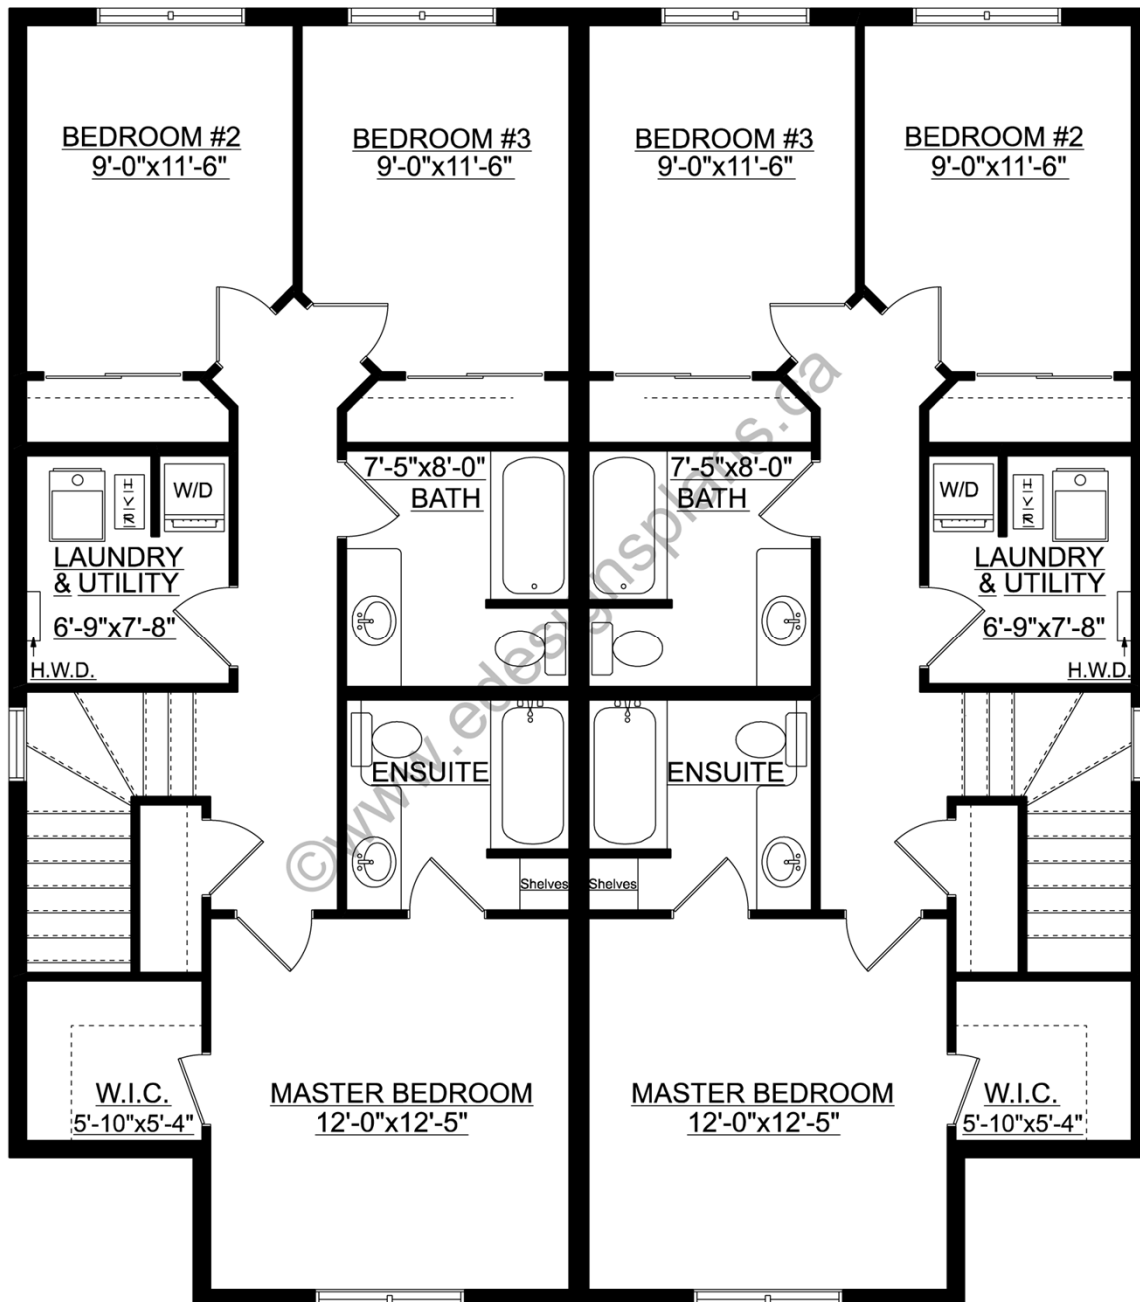 BEDROOM #2
9'-0"x11'-6"
BEDROOM #3
9'-0"x11'-6"
BEDROOM #3
9'-0"x11'-6"
BEDROOM #2
9'-0"x11'-6"
HVR
W/D
LAUNDRY
& UTILITY
6'-9"x7'-8"
H.W.D.
7'-5"x8'-0"
BATH
7'-5"x8'-0"
BATH
W/D
HVR
LAUNDRY
& UTILITY
6'-9"x7'-8"
H.W.D.
ENSUITE
ENSUITE
Shelves
Shelves
W.I.C.
5'-10"x5'-4"
MASTER BEDROOM
12'-0"x12'-5"
MASTER BEDROOM
12'-0"x12'-5"
W.I.C.
5'-10"x5'-4"
©www.edesignsplans.ca